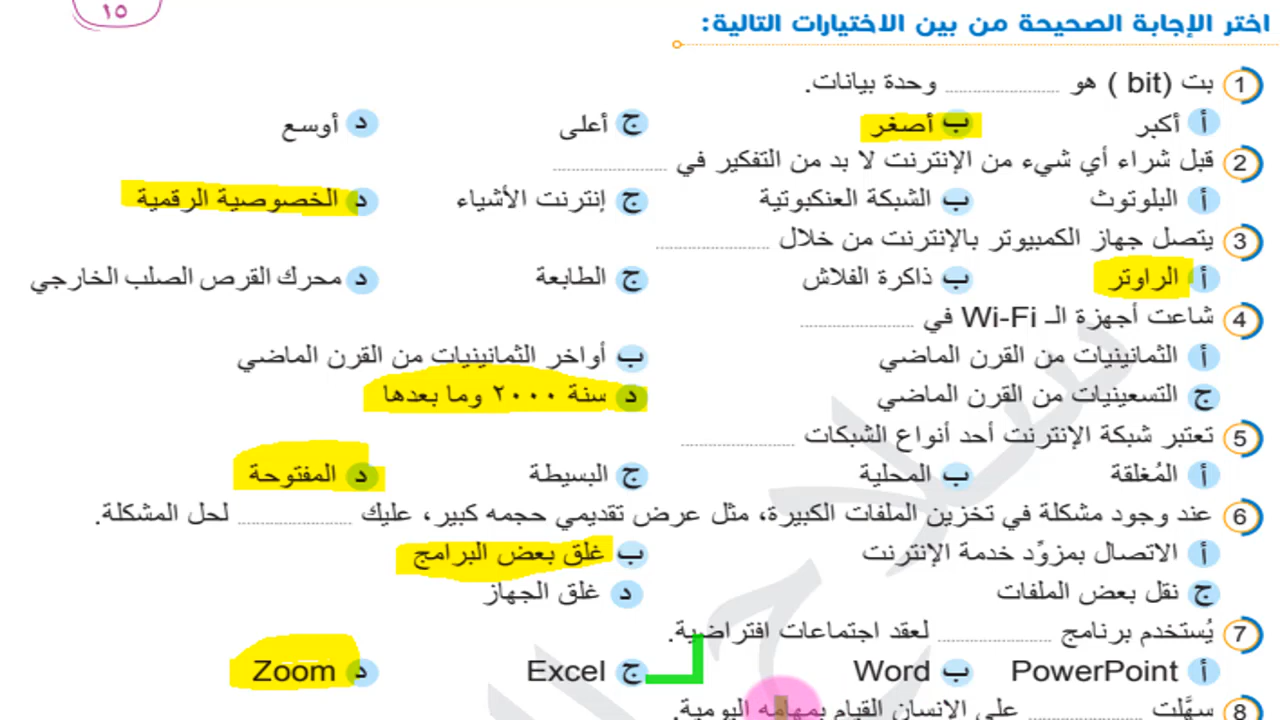 ١٥
اختر الإجابة الصحيحة من بين الاختيارات التالية:
1 بت (bit ) هو .......... وحدة بيانات.
أ أكبر ب أصغر ج أعلى د أوسع
2 قبل شراء أي شيء من الإنترنت لا بد من التفكير في ..........
أ البلوتوث ب الشبكة العنكبوتية ج إنترنت الأشياء د الخصوصية الرقمية
3 يتصل جهاز الكمبيوتر بالإنترنت من خلال ..........
أ الراوتر ب ذاكرة الفلاش ج الطابعة د محرك القرص الصلب الخارجي
4 شاعت أجهزة الـ Wi-Fi في ..........
أ الثمانينيات من القرن الماضي ب أواخر الثمانينيات من القرن الماضي
ج التسعينيات من القرن الماضي د سنة ٢٠٠٠ وما بعدها
5 تعتبر شبكة الإنترنت أحد أنواع الشبكات ..........
أ المُغلقة ب المحلية ج البسيطة د المفتوحة
6 عند وجود مشكلة في تخزين الملفات الكبيرة، مثل عرض تقديمي حجمه كبير، عليك .......... لحل المشكلة.
أ الاتصال بمزوِّد خدمة الإنترنت ب غلق بعض البرامج
ج نقل بعض الملفات د غلق الجهاز
7 يُستخدم برنامج .......... لعقد اجتماعات افتراضية.
أ PowerPoint ب Word ج Excel د Zoom
8 سهَّلت .......... على الإنسان القيام بمهامه اليومية.